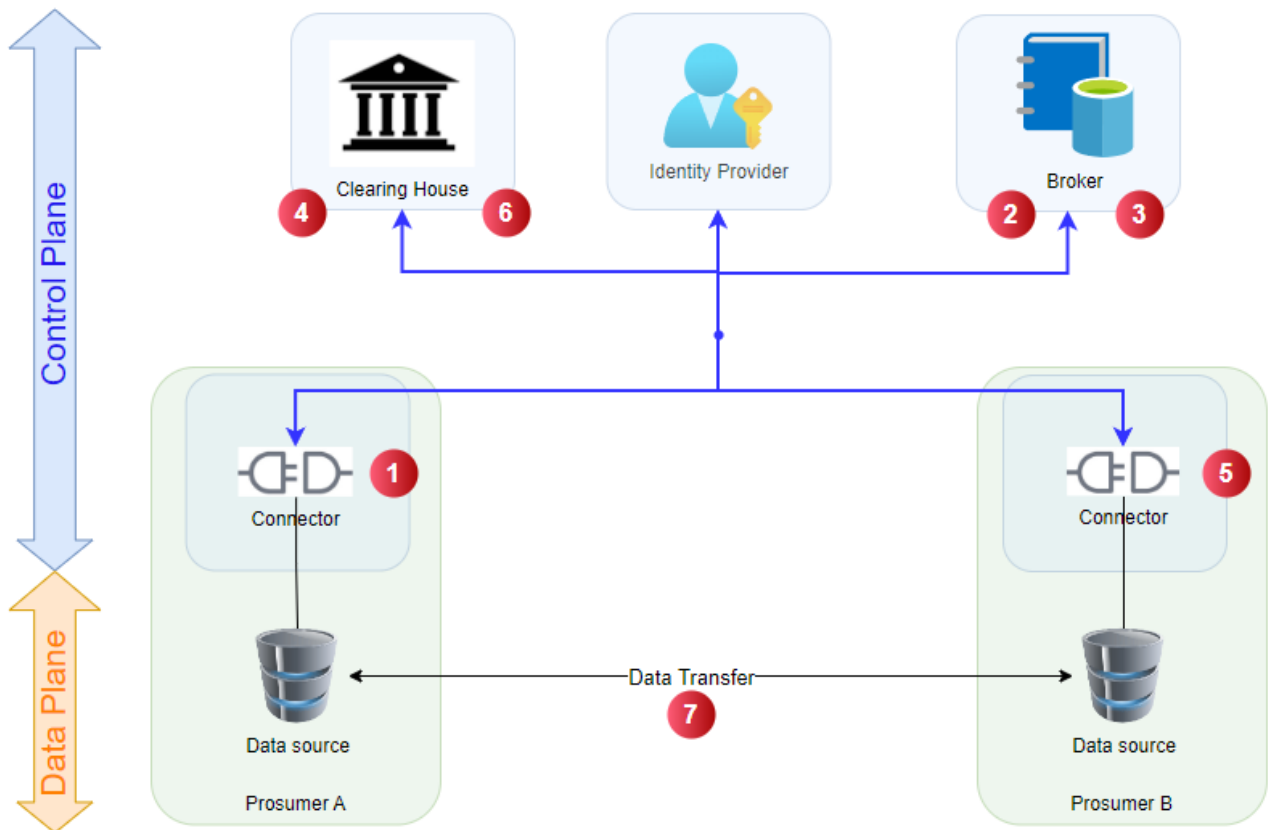 Control Plane
Data Plane
Clearing House
4
6
Identity Provider
Broker
2
3
Connector
1
Connector
5
Data Transfer
7
Data source
Data source
Prosumer A
Prosumer B